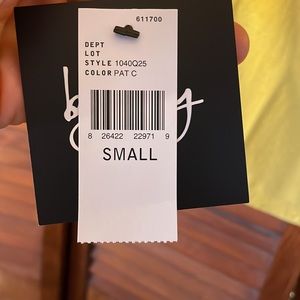 611700
DEPT
LOT
STYLE 1040Q25
COLOR PAT C
8 26422 22971 9
SMALL